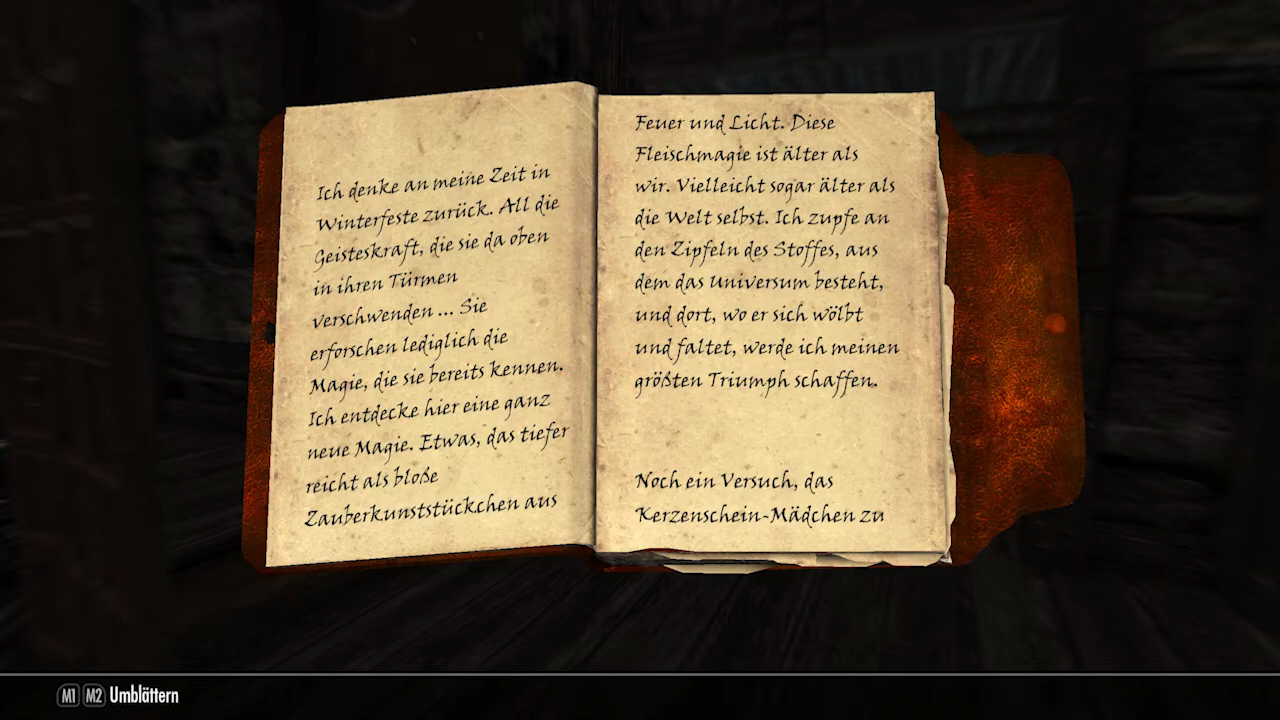 Ich denke an meine Zeit in
Winterfeste zurück. All die
Geisteskraft, die sie da oben
in ihren Türmen
verschwenden ... Sie
erforschen lediglich die
Magie, die sie bereits kennen.
Ich entdecke hier eine ganz
neue Magie. Etwas, das tiefer
reicht als bloße
Zauberkunststückchen aus
Feuer und Licht. Diese
Fleischmagie ist älter als
wir. Vielleicht sogar älter als
die Welt selbst. Ich zupfe an
den Zipfeln des Stoffes, aus
dem das Universum besteht,
und dort, wo er sich wölbt
und faltet, werde ich meinen
größten Triumph schaffen.
Noch ein Versuch, das
Kerzenschein-Mädchen zu
M1 M2 Umblättern